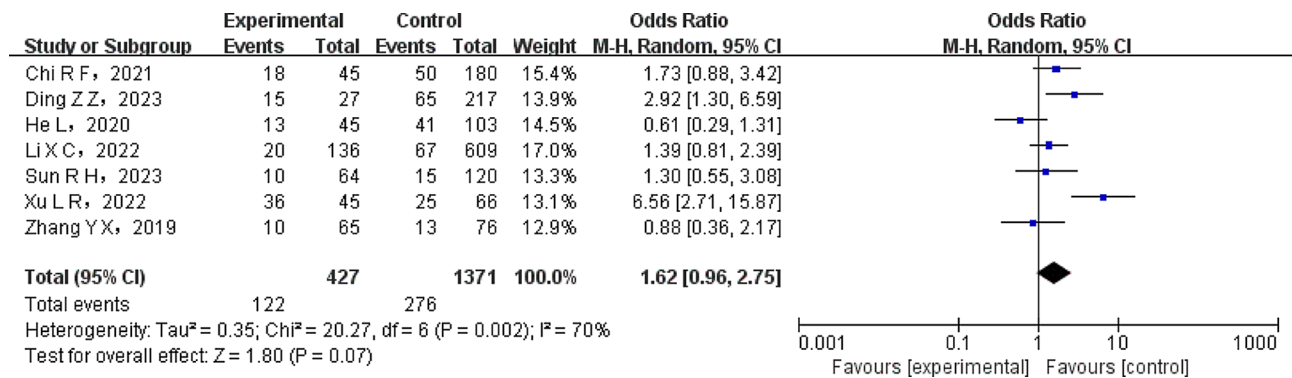 Experimental Control Odds Ratio Odds Ratio
Study or Subgroup Events Total Events Total Weight M-H, Random, 95% CI M-H, Random, 95% CI
Chi R F，2021 18 45 50 180 15.4% 1.73 [0.88, 3.42]
Ding Z Z，2023 15 27 65 217 13.9% 2.92 [1.30, 6.59]
He L，2020 13 45 41 103 14.5% 0.61 [0.29, 1.31]
Li X C，2022 20 136 67 609 17.0% 1.39 [0.81, 2.39]
Sun R H，2023 10 64 15 120 13.3% 1.30 [0.55, 3.08]
Xu L R，2022 36 45 25 66 13.1% 6.56 [2.71, 15.87]
Zhang Y X，2019 10 65 13 76 12.9% 0.88 [0.36, 2.17]
Total (95% CI) 427 1371 100.0% 1.62 [0.96, 2.75]
Total events 122 276
Heterogeneity: Tau² = 0.35; Chi² = 20.27, df = 6 (P = 0.002); I² = 70%
Test for overall effect: Z = 1.80 (P = 0.07)
0.001 0.1 1 10 1000
Favours [experimental] Favours [control]